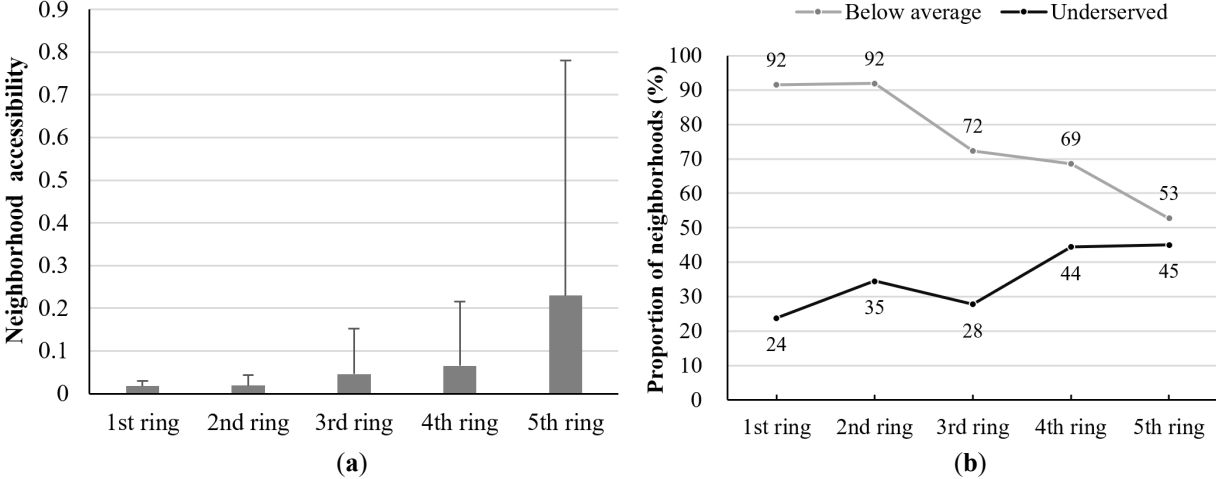 Neighborhood accessibility
0.9
0.8
0.7
0.6
0.5
0.4
0.3
0.2
0.1
0
1st ring 2nd ring 3rd ring 4th ring 5th ring
(a)
Below average Underserved
Proportion of neighborhoods (%)
100
90
80
70
60
50
40
30
20
10
0
92 92 72 69 53
24 35 28 44 45
1st ring 2nd ring 3rd ring 4th ring 5th ring
(b)